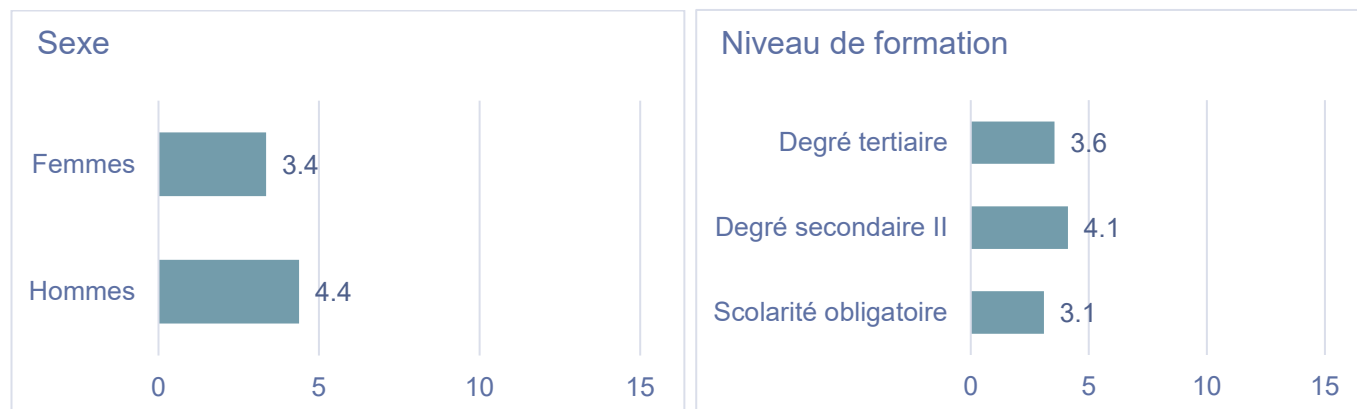 Sexe
Femmes 3.4
Hommes 4.4
0 5 10 15
Niveau de formation
Degré tertiaire 3.6
Degré secondaire II 4.1
Scolarité obligatoire 3.1
0 5 10 15